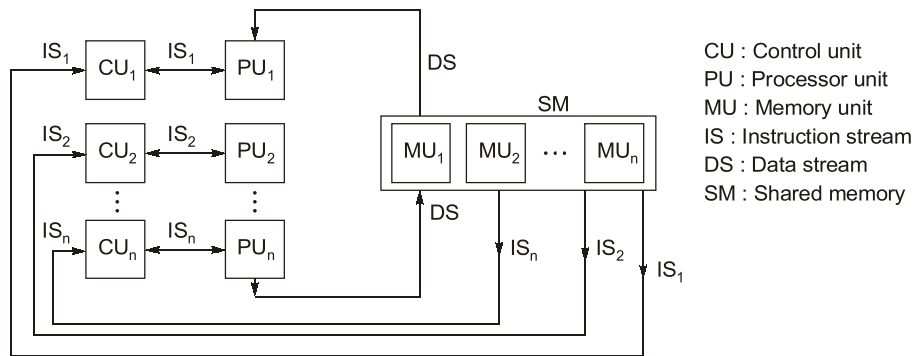 IS₁ CU₁ IS₁ PU₁
DS
SM
IS₂ CU₂ IS₂ PU₂
MU₁ MU₂ ⋯ MUₙ
⋮ ⋮
DS
ISₙ CUₙ ISₙ PUₙ
ISₙ IS₂ IS₁
CU : Control unit
PU : Processor unit
MU : Memory unit
IS : Instruction stream
DS : Data stream
SM : Shared memory